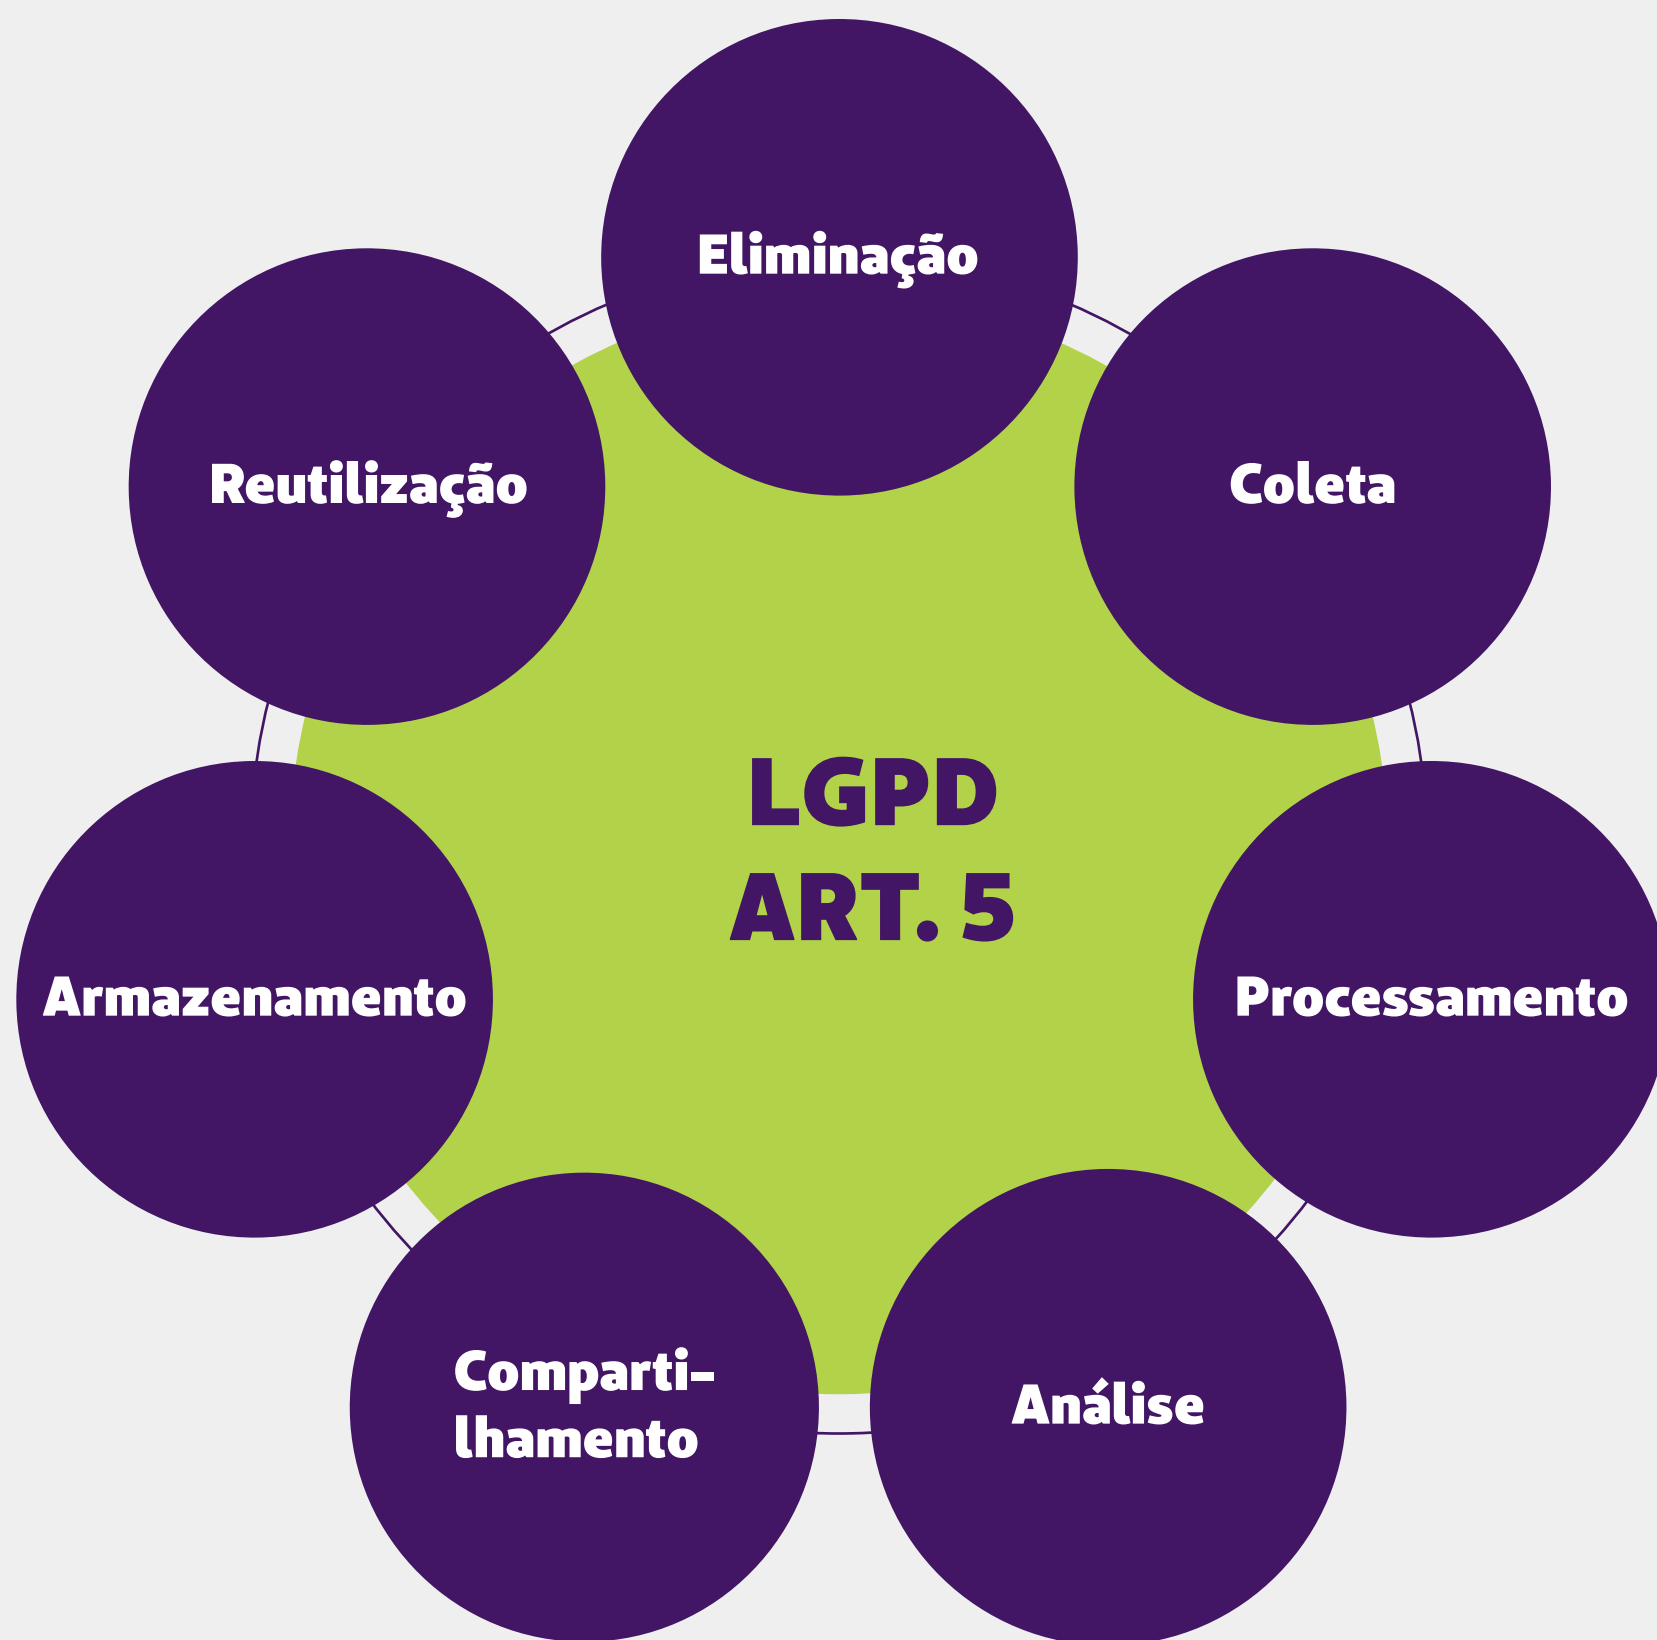 Eliminação
Coleta
Reutilização
LGPD
ART. 5
Armazenamento
Processamento
Comparti-
lhamento
Análise